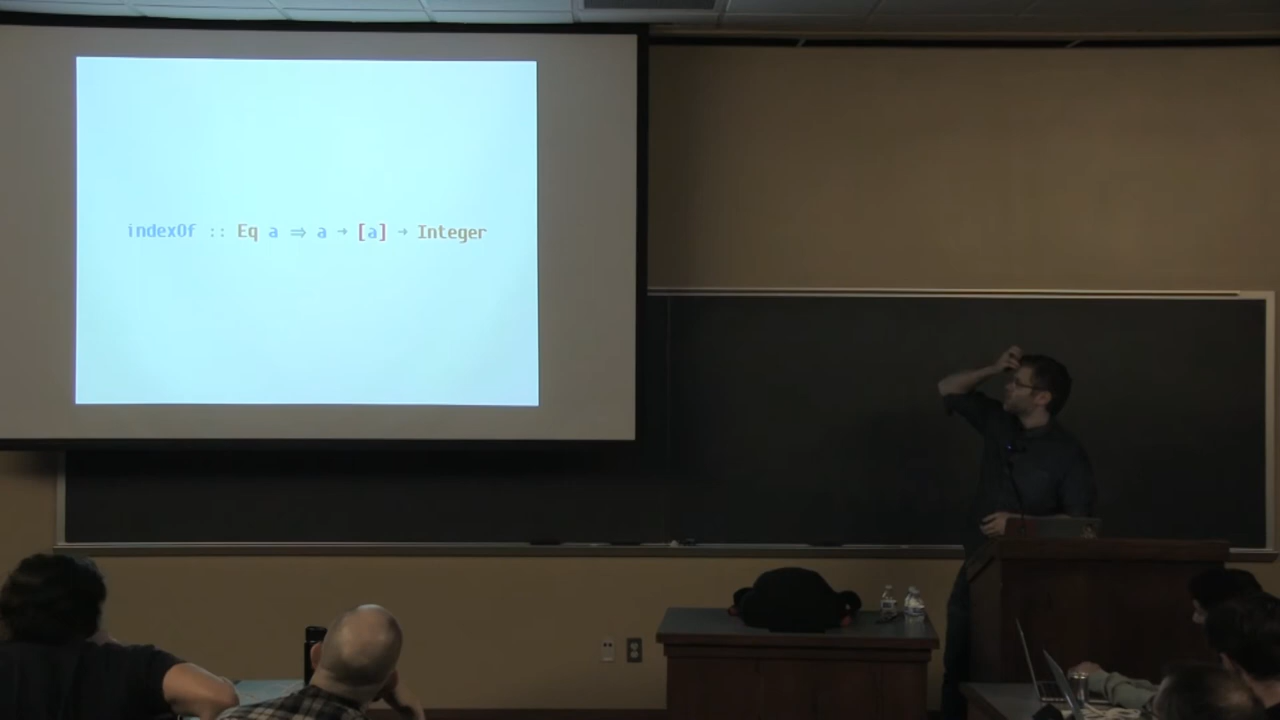 indexOf :: Eq a ⇒ a → [a] → Integer